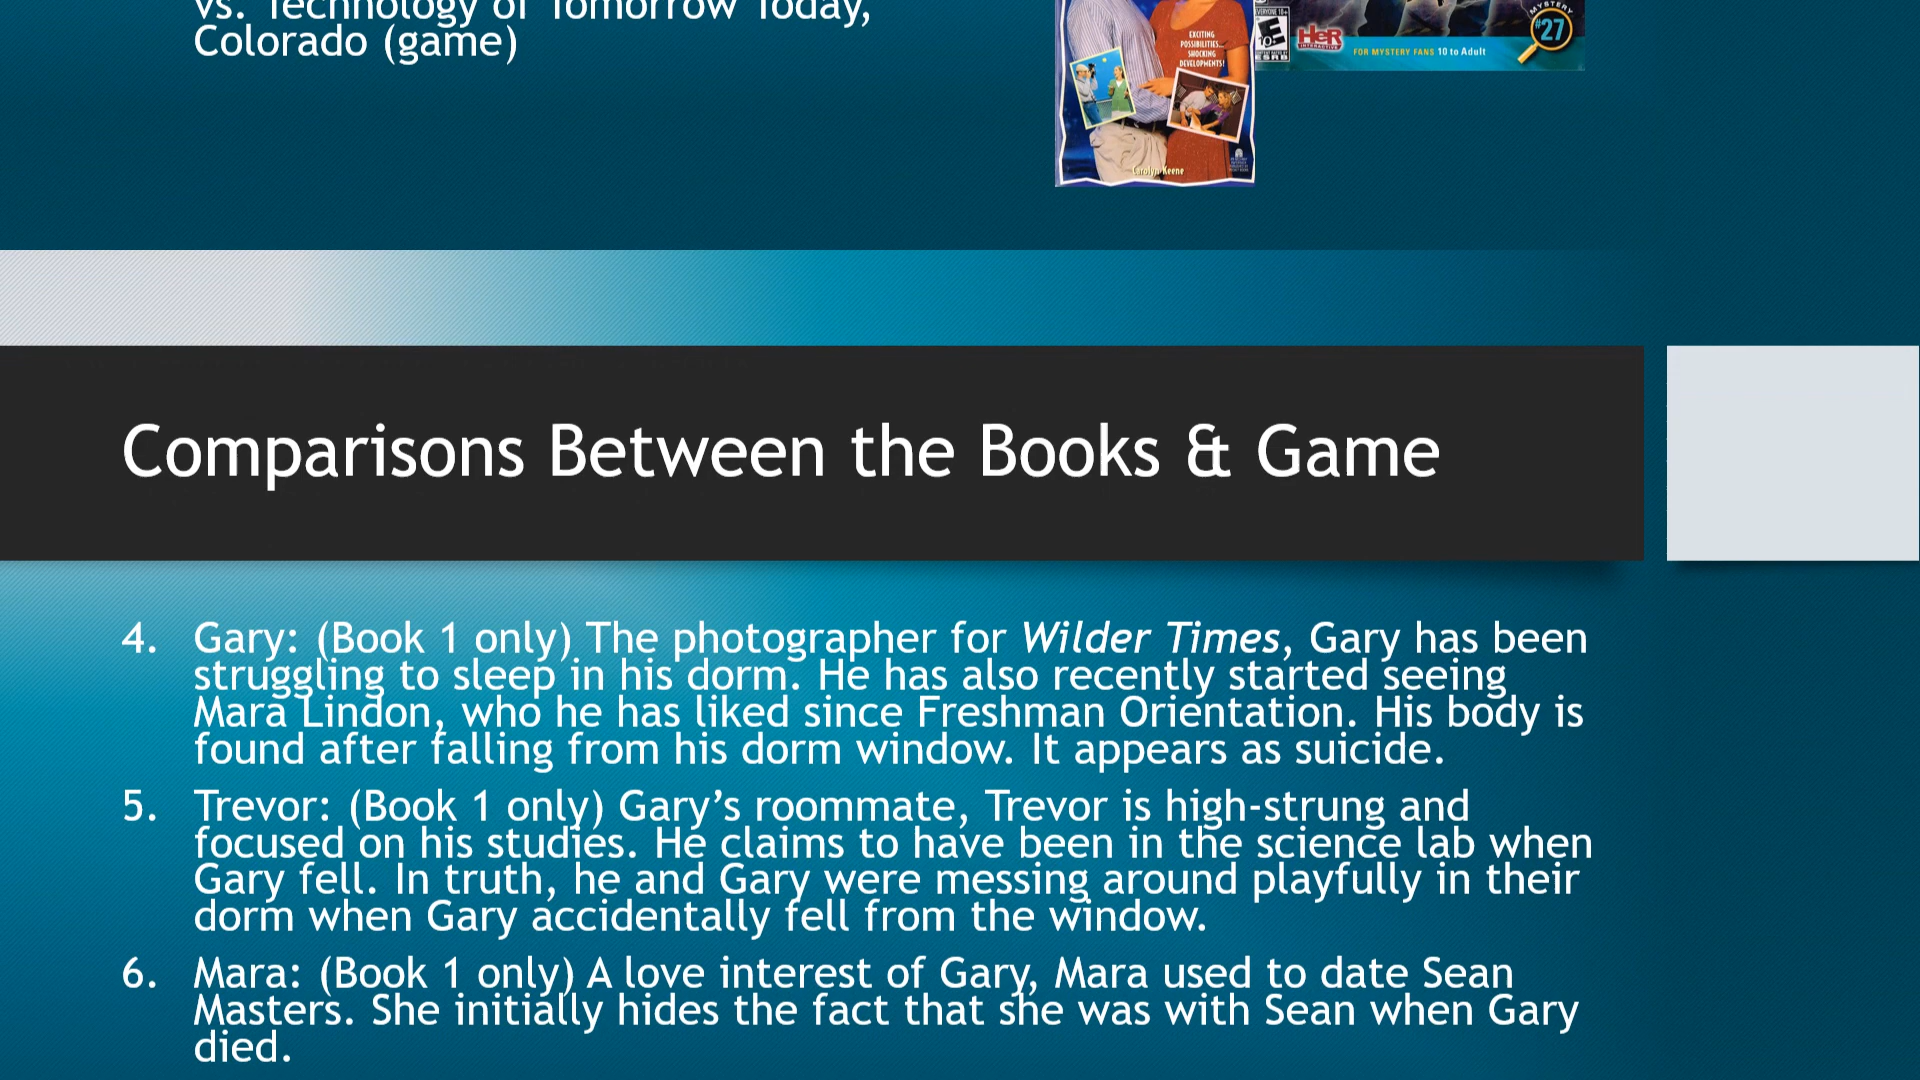 vs. Technology of Tomorrow Today,
Colorado (game)
EXCITING
POSSIBILITIES...
SHOCKING
DEVELOPMENTS!
Carolyn Keene
EVERYONE 10+
E
10+
ESRB
HeR
INTERACTIVE
FOR MYSTERY FANS 10 to Adult
MYSTERY
#27
Comparisons Between the Books & Game
4. Gary: (Book 1 only) The photographer for Wilder Times, Gary has been
struggling to sleep in his dorm. He has also recently started seeing
Mara Lindon, who he has liked since Freshman Orientation. His body is
found after falling from his dorm window. It appears as suicide.
5. Trevor: (Book 1 only) Gary’s roommate, Trevor is high-strung and
focused on his studies. He claims to have been in the science lab when
Gary fell. In truth, he and Gary were messing around playfully in their
dorm when Gary accidentally fell from the window.
6. Mara: (Book 1 only) A love interest of Gary, Mara used to date Sean
Masters. She initially hides the fact that she was with Sean when Gary
died.